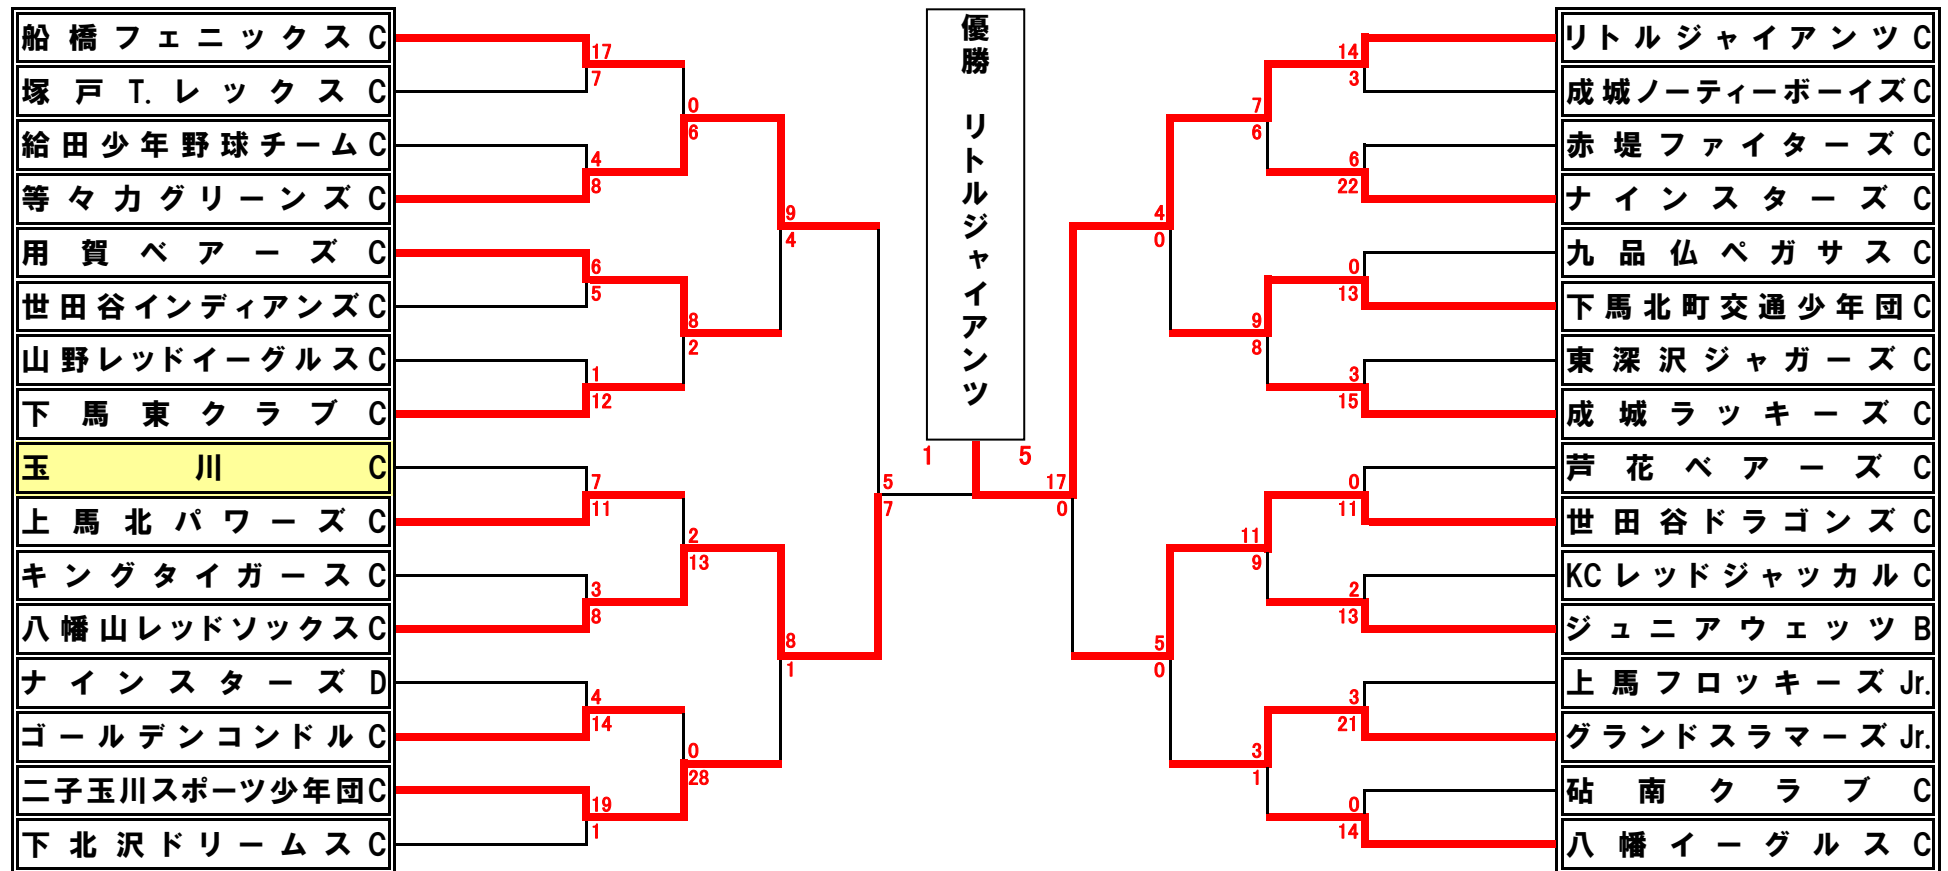 船橋フェニックスC
塚戸T.レックスC
給田少年野球チームC
等々力グリーンズC
用賀ベアーズC
世田谷インディアンズC
山野レッドイーグルスC
下馬東クラブC
玉川C
上馬北パワーズC
キングタイガースC
八幡山レッドソックスC
ナインスターズD
ゴールデンコンドルC
二子玉川スポーツ少年団C
下北沢ドリームスC
17
7
4
8
6
5
1
12
7
11
3
8
4
14
19
1
0
6
8
2
2
13
0
28
9
4
8
1
5
7
優勝 リトルジャイアンツ
1 5
17
0
4
0
5
0
7
6
9
8
11
9
3
1
14
3
6
22
0
13
3
15
0
11
2
13
3
21
0
14
リトルジャイアンツC
成城ノーティーボーイズC
赤堤ファイターズC
ナインスターズC
九品仏ペガサスC
下馬北町交通少年団C
東深沢ジャガーズC
成城ラッキーズC
芦花ベアーズC
世田谷ドラゴンズC
KCレッドジャッカルC
ジュニアウェッツB
上馬フロッキーズJr.
グランドスラマーズJr.
砧南クラブC
八幡イーグルスC